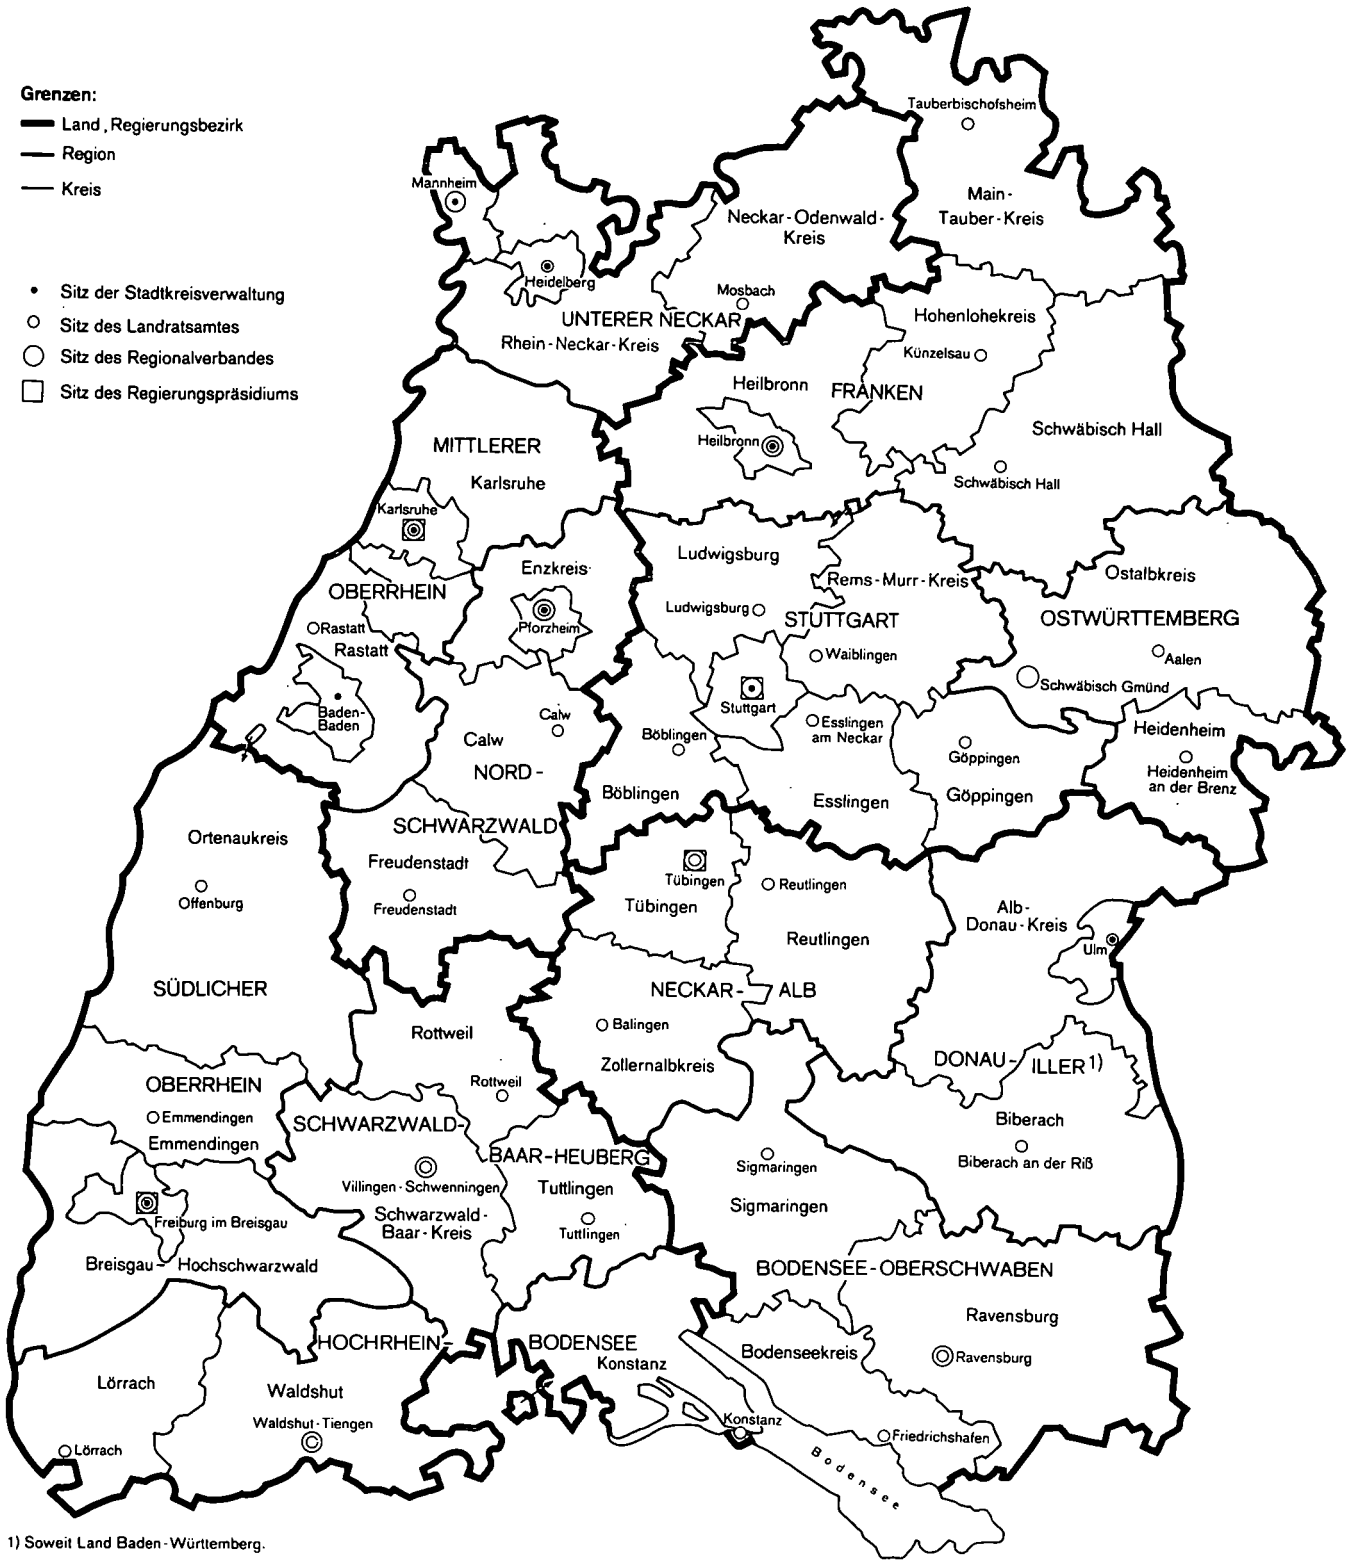 Grenzen:
Land, Regierungsbezirk
Region
Kreis
Sitz der Stadtkreisverwaltung
Sitz des Landratsamtes
Sitz des Regionalverbandes
Sitz des Regierungspräsidiums
Tauberbischofsheim
Main-
Tauber-Kreis
Mannheim
Neckar-Odenwald-
Kreis
Heidelberg
Mosbach
UNTERER NECKAR
Rhein-Neckar-Kreis
Hohenlohekreis
Künzelsau
Heilbronn
FRANKEN
Heilbronn
Schwäbisch Hall
Schwäbisch Hall
MITTLERER
Karlsruhe
Karlsruhe
Enzkreis
Pforzheim
OBERRHEIN
Rastatt
Rastatt
Baden-
Baden
Ludwigsburg
Ludwigsburg
Rems-Murr-Kreis
STUTTGART
Waiblingen
Stuttgart
Ostalbkreis
OSTWÜRTTEMBERG
Aalen
Schwäbisch Gmünd
Calw
Calw
NORD-
SCHWARZWALD
Böblingen
Böblingen
Esslingen
am Neckar
Esslingen
Göppingen
Göppingen
Heidenheim
Heidenheim
an der Brenz
Ortenaukreis
Offenburg
Freudenstadt
Freudenstadt
Tübingen
Tübingen
Reutlingen
Reutlingen
Alb-
Donau-Kreis
Ulm
SÜDLICHER
NECKAR- ALB
Rottweil
Balingen
Zollernalbkreis
Rottweil
DONAU- ILLER 1)
OBERRHEIN
Emmendingen
Emmendingen
SCHWARZWALD-
BAAR-HEUBERG
Biberach
Biberach an der Riß
Villingen-Schwenningen
Tuttlingen
Sigmaringen
Sigmaringen
Freiburg im Breisgau
Schwarzwald-
Baar-Kreis
Tuttlingen
Breisgau- Hochschwarzwald
BODENSEE-OBERSCHWABEN
Ravensburg
HOCHRHEIN-
BODENSEE
Konstanz
Bodenseekreis
Ravensburg
Lörrach
Waldshut
Waldshut-Tiengen
Konstanz
Friedrichshafen
Lörrach
Bodensee
1) Soweit Land Baden-Württemberg.